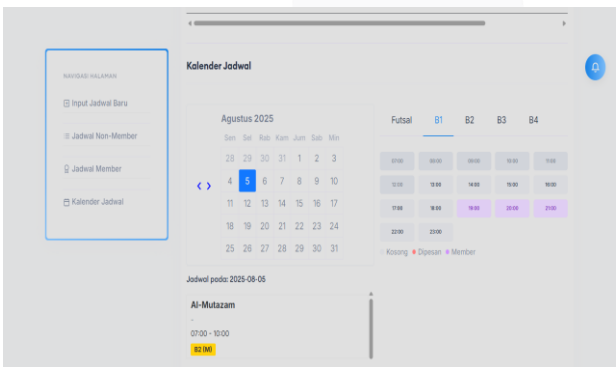 NAVIGASI HALAMAN
Input Jadwal Baru
Jadwal Non-Member
Jadwal Member
Kalender Jadwal
Kalender Jadwal
Agustus 2025
Sen Sel Rab Kam Jum Sab Min
28 29 30 31 1 2 3
4 5 6 7 8 9 10
11 12 13 14 15 16 17
18 19 20 21 22 23 24
25 26 27 28 29 30 31
Futsal B1 B2 B3 B4
07:00 08:00 09:00 10:00 11:00
12:00 13:00 14:00 15:00 16:00
17:00 18:00 19:00 20:00 21:00
22:00 23:00
Kosong Dipesan Member
Jadwal pada: 2025-08-05
Al-Mutazam
-
07:00 - 10:00
B2 (M)